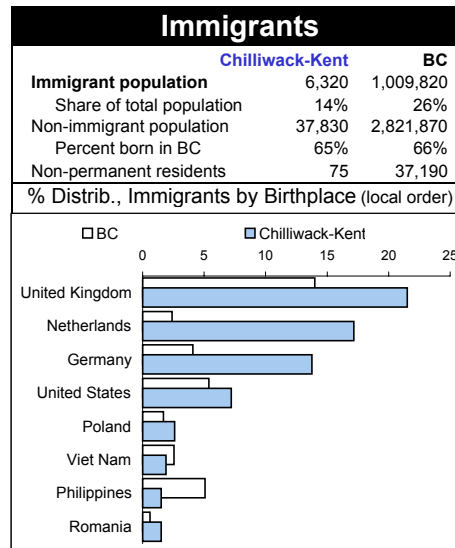 Immigrants
Chilliwack-Kent BC
Immigrant population 6,320 1,009,820
Share of total population 14% 26%
Non-immigrant population 37,830 2,821,870
Percent born in BC 65% 66%
Non-permanent residents 75 37,190
% Distrib., Immigrants by Birthplace (local order)
BC Chilliwack-Kent
0 5 10 15 20 25
United Kingdom
Netherlands
Germany
United States
Poland
Viet Nam
Philippines
Romania